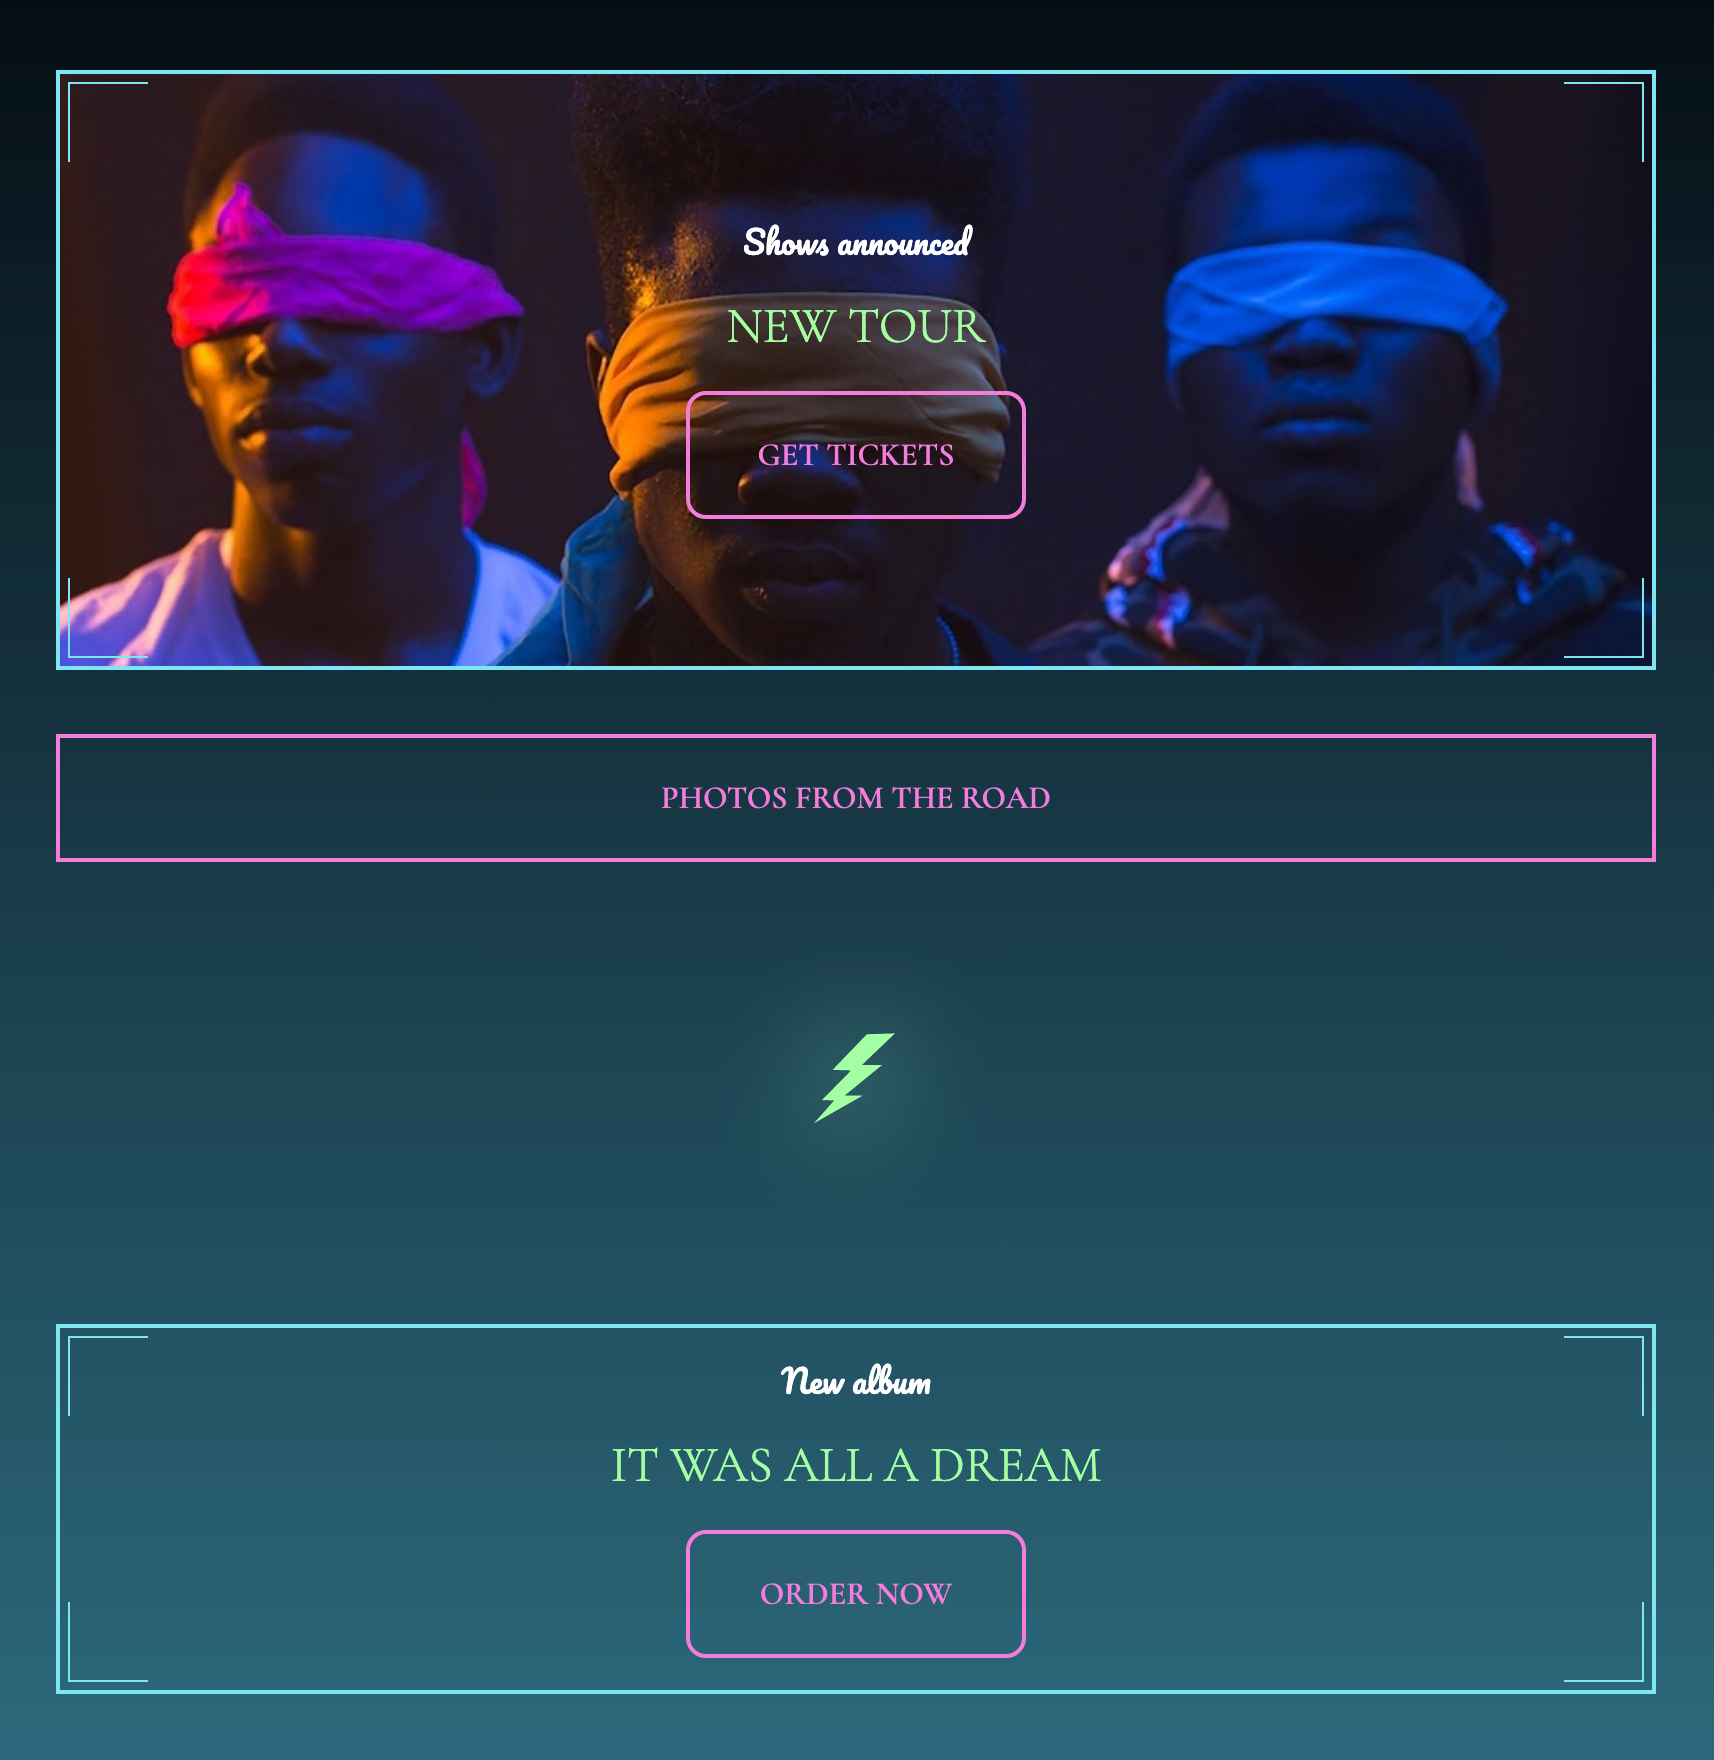 Shows announced
NEW TOUR
GET TICKETS
PHOTOS FROM THE ROAD
New album
IT WAS ALL A DREAM
ORDER NOW